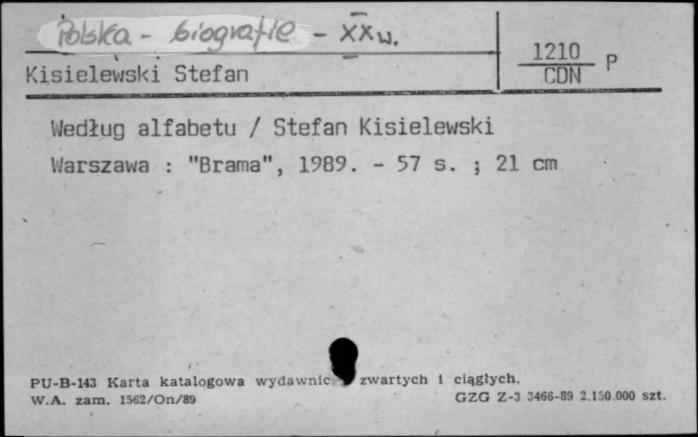 Polska - biografie - XX w.
1210
CDN P
Kisielewski Stefan
Według alfabetu / Stefan Kisielewski
Warszawa : "Brama", 1989. - 57 s. ; 21 cm
PU-B-143 Karta katalogowa wydawnic zwartych i ciągłych.
W.A. zam. 1562/On/89 GZG Z-3 3466-89 2.150.000 szt.